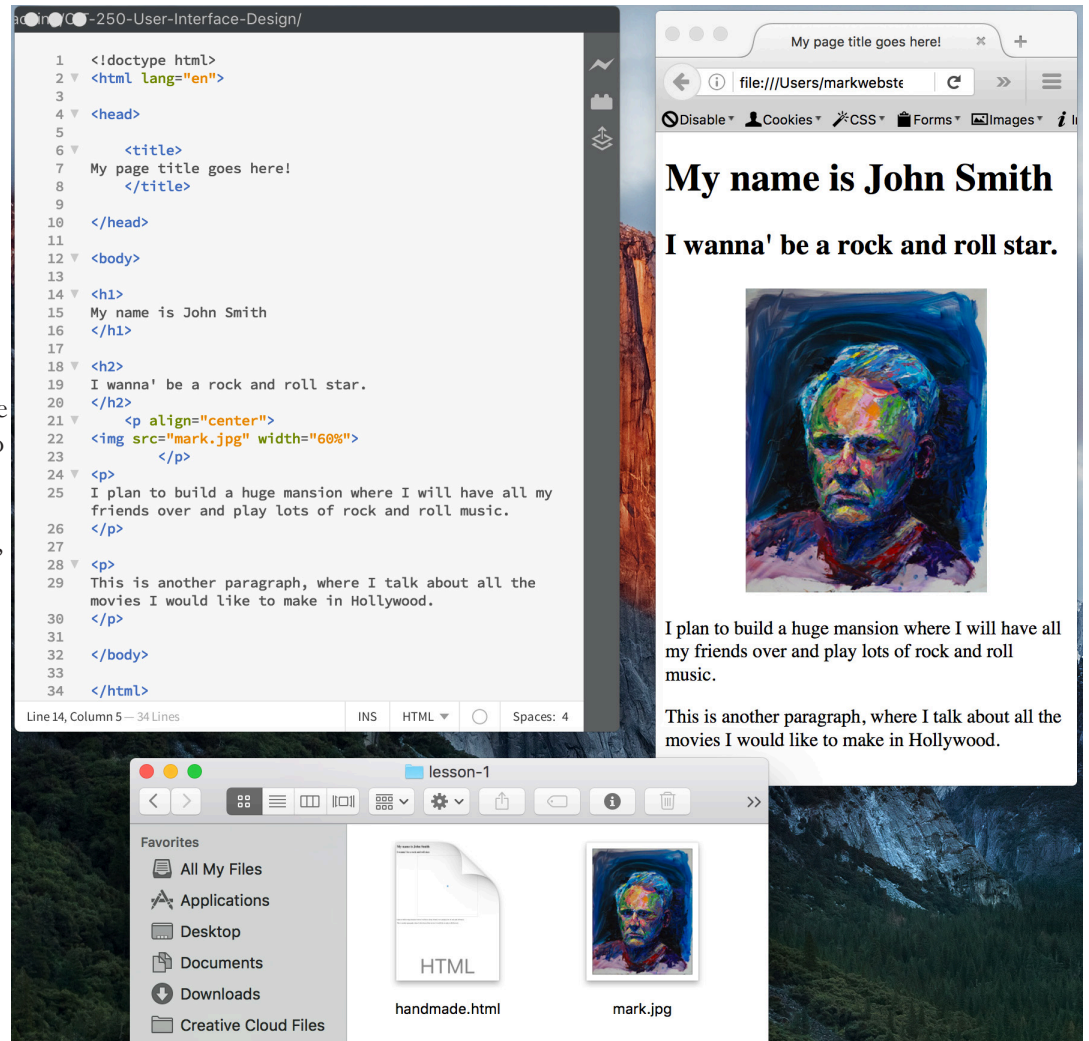 /CIT-250-User-Interface-Design/
1 <!doctype html>
2 <html lang="en">
3
4 <head>
5
6 <title>
7 My page title goes here!
8 </title>
9
10 </head>
11
12 <body>
13
14 <h1>
15 My name is John Smith
16 </h1>
17
18 <h2>
19 I wanna' be a rock and roll star.
20 </h2>
21 <p align="center">
22 <img src="mark.jpg" width="60%">
23 </p>
24 <p>
25 I plan to build a huge mansion where I will have all my
friends over and play lots of rock and roll music.
26 </p>
27
28 <p>
29 This is another paragraph, where I talk about all the
movies I would like to make in Hollywood.
30 </p>
31
32 </body>
33
34 </html>
Line 14, Column 5 — 34 Lines INS HTML Spaces: 4
My page title goes here!
file:///Users/markwebste
Disable Cookies CSS Forms Images
My name is John Smith
I wanna' be a rock and roll star.
I plan to build a huge mansion where I will have all
my friends over and play lots of rock and roll
music.
This is another paragraph, where I talk about all the
movies I would like to make in Hollywood.
lesson-1
Favorites
All My Files
Applications
Desktop
Documents
Downloads
Creative Cloud Files
HTML
handmade.html
mark.jpg